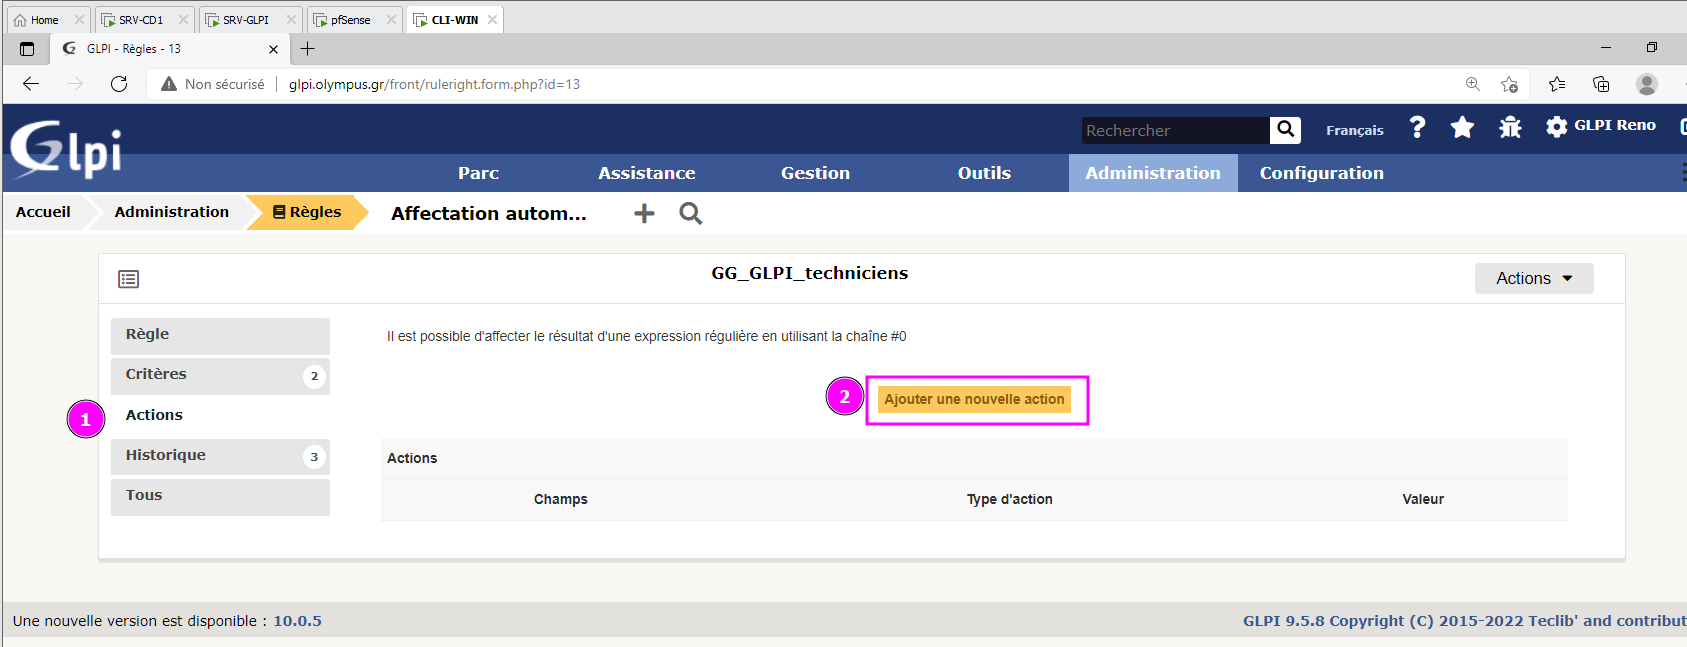 Home SRV-CD1 SRV-GLPI pfSense CLI-WIN
GLPI - Règles - 13
Non sécurisé glpi.olympus.gr/front/ruleright.form.php?id=13
Glpi
Rechercher Français ? GLPI Reno
Parc Assistance Gestion Outils Administration Configuration
Accueil Administration Règles Affectation autom...
GG_GLPI_techniciens
Actions
Règle
Il est possible d'affecter le résultat d'une expression régulière en utilisant la chaîne #0
Critères 2
2 Ajouter une nouvelle action
1 Actions
Historique 3
Actions
Tous
Champs Type d'action Valeur
Une nouvelle version est disponible : 10.0.5
GLPI 9.5.8 Copyright (C) 2015-2022 Teclib' and contribut